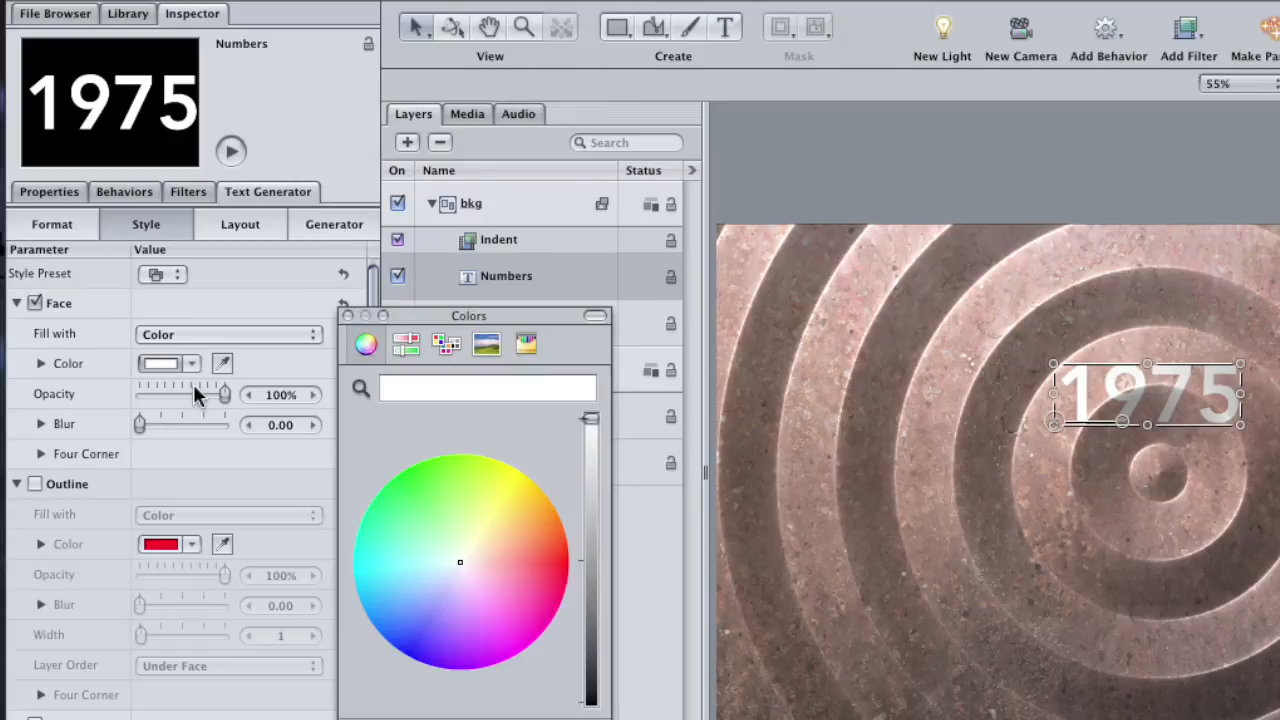 File Browser Library Inspector
Numbers
1975
View Create Mask New Light New Camera Add Behavior Add Filter Make Pa
55%
Layers Media Audio
Search
On Name Status
Properties Behaviors Filters Text Generator
bkg
Format Style Layout Generator
Indent
Parameter Value
Style Preset
Numbers
Face
Colors
Fill with Color
Color
Opacity 100%
1975
Blur 0.00
Four Corner
Outline
Fill with Color
Color
Opacity 100%
Blur 0.00
Width 1
Layer Order Under Face
Four Corner